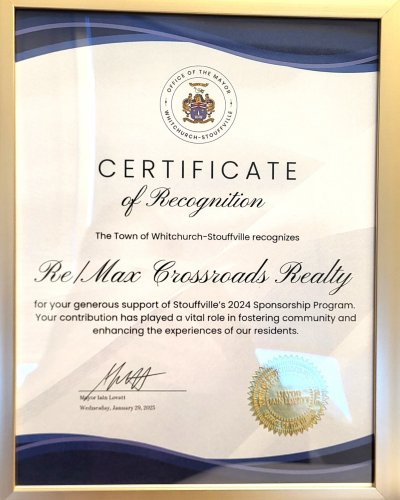 OFFICE OF THE MAYOR
WHITCHURCH-STOUFFVILLE
CERTIFICATE
of Recognition
The Town of Whitchurch-Stouffville recognizes
Re/Max Crossroads Realty
for your generous support of Stouffville's 2024 Sponsorship Program.
Your contribution has played a vital role in fostering community and
enhancing the experiences of our residents.
Mayor Iain Lovatt
Wednesday, January 29, 2025
MAYOR